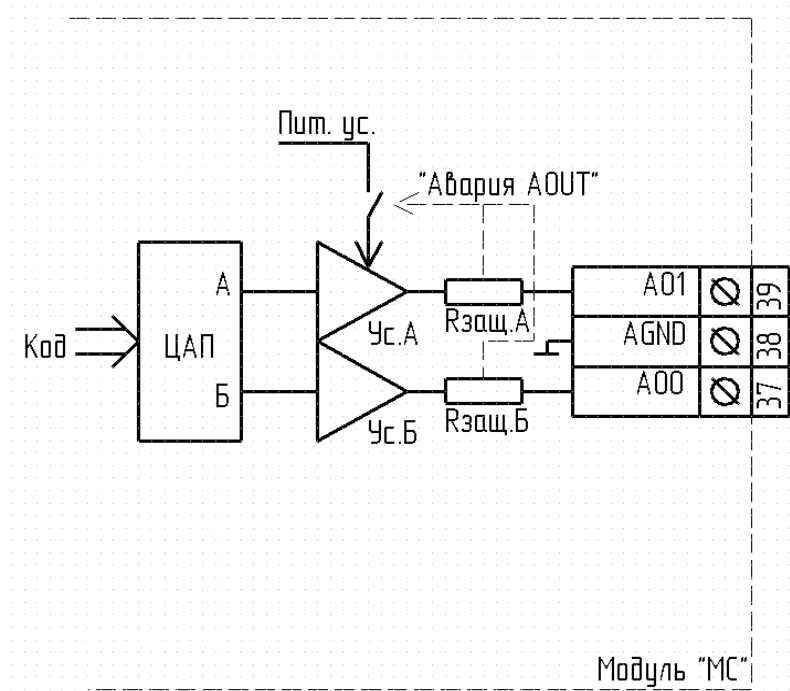 Пит. ус.
"Авария AOUT"
А
AO1
39
Rзащ.А
Ус.А
Код
ЦАП
AGND
38
Б
AO0
37
Rзащ.Б
Ус.Б
Модуль "МС"